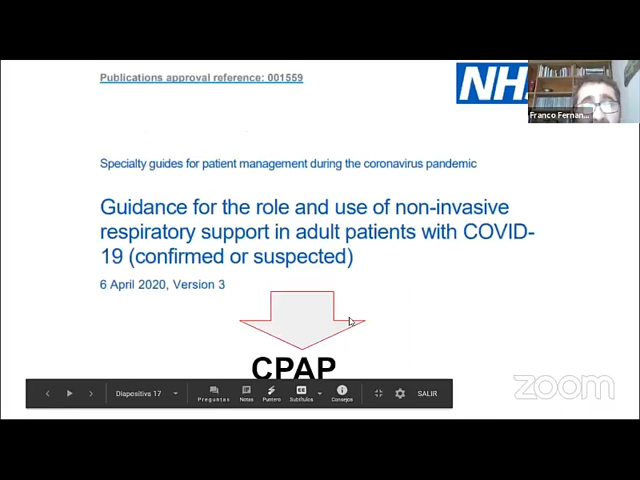 Publications approval reference: 001559
NH
Franco Fernan...
Specialty guides for patient management during the coronavirus pandemic
Guidance for the role and use of non-invasive
respiratory support in adult patients with COVID-
19 (confirmed or suspected)
6 April 2020, Version 3
CPAP
Diapositiva 17
Preguntas
Notas
Puntero
CC
Subtítulos
Consejos
SALIR
zoom